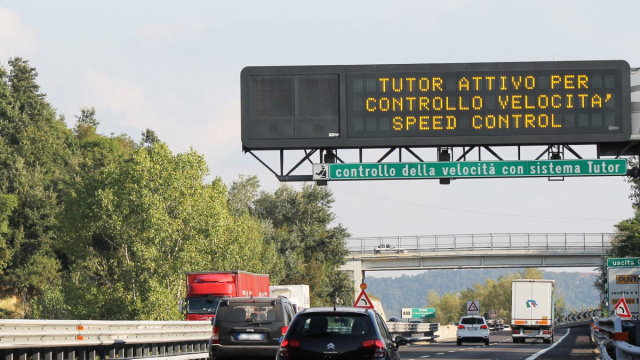 TUTOR ATTIVO PER
CONTROLLO VELOCITA'
SPEED CONTROL
controllo della velocità con sistema Tutor
uscita